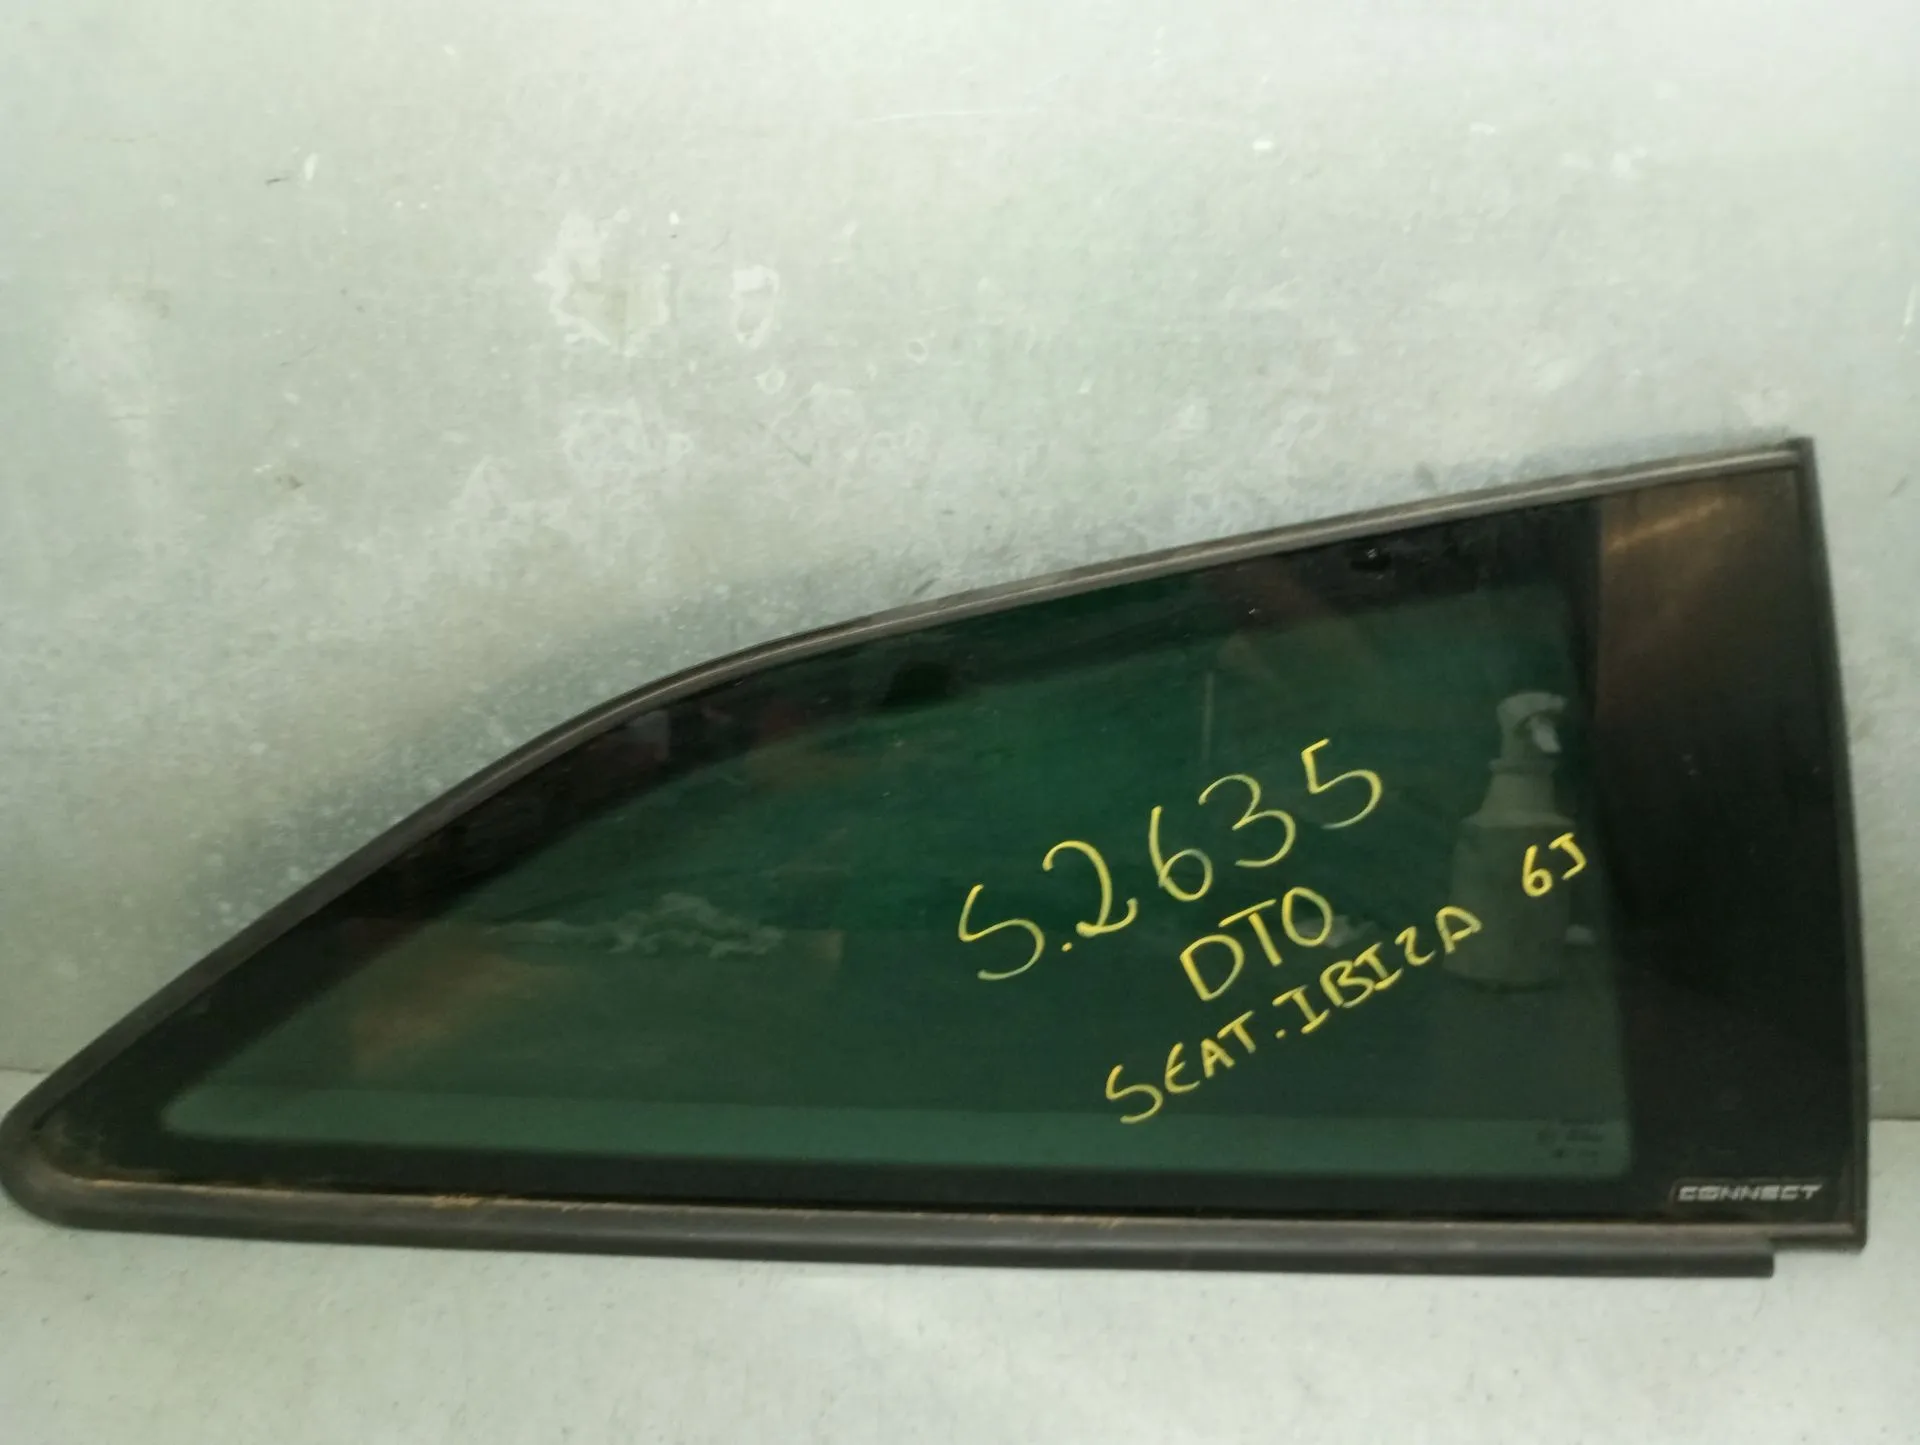 S.2635
DTO
SEAT.IBIZA 6J
CONNECT